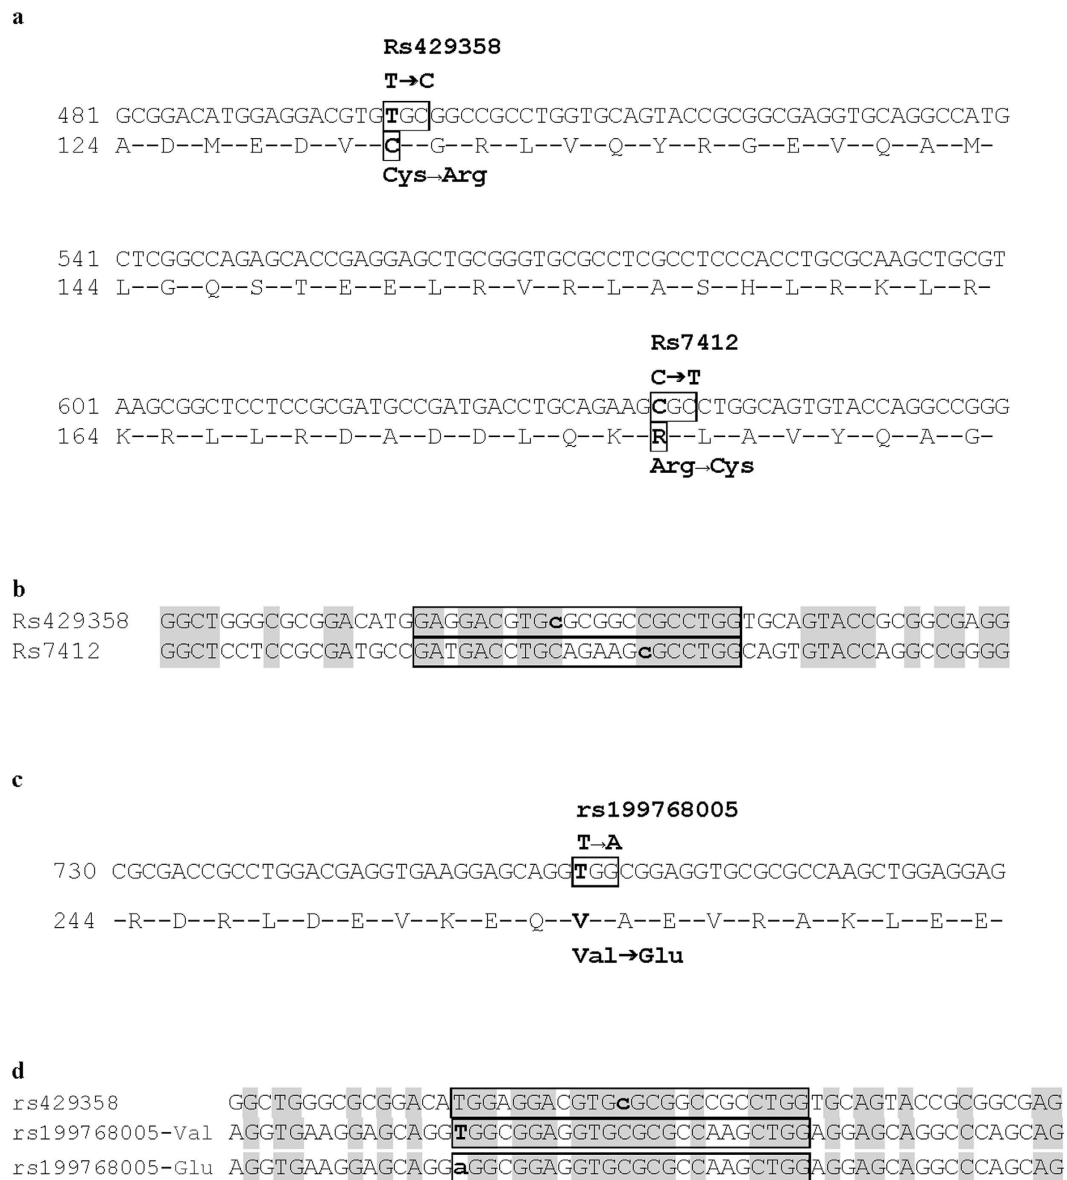 a
Rs429358
T→C
481 GCGGACATGGAGGACGTGTGCGGCCGCCTGGTGCAGTACCGCGGCGAGGTGCAGGCCATG
124 A--D--M--E--D--V--C--G--R--L--V--Q--Y--R--G--E--V--Q--A--M-
Cys→Arg
541 CTCGGCCAGAGCACCGAGGAGCTGCGGGTGCGCCTCGCCTCCCACCTGCGCAAGCTGCGT
144 L--G--Q--S--T--E--E--L--R--V--R--L--A--S--H--L--R--K--L--R-
Rs7412
C→T
601 AAGCGGCTCCTCCGCGATGCCGATGACCTGCAGAAGCGCCTGGCAGTGTACCAGGCCGGG
164 K--R--L--L--R--D--A--D--D--L--Q--K--R--L--A--V--Y--Q--A--G-
Arg→Cys
b
Rs429358 GGCTGGGCGCGGACATGGAGGACGTGcGCGGCCGCCTGGTGCAGTACCGCGGCGAGG
Rs7412 GGCTCCTCCGCGATGCCGATGACCTGCAGAAGcGCCTGGCAGTGTACCAGGCCGGGG
c
rs199768005
T→A
730 CGCGACCGCCTGGACGAGGTGAAGGAGCAGGTGGCGGAGGTGCGCGCCAAGCTGGAGGAG
244 -R--D--R--L--D--E--V--K--E--Q--V--A--E--V--R--A--K--L--E--E-
Val→Glu
d
rs429358 GGCTGGGCGCGGACATGGAGGACGTGcGCGGCCGCCTGGTGCAGTACCGCGGCGAG
rs199768005-Val AGGTGAAGGAGCAGGTGGCGGAGGTGCGCGCCAAGCTGGAGGAGCAGGCCCAGCAG
rs199768005-Glu AGGTGAAGGAGCAGGaGGCGGAGGTGCGCGCCAAGCTGGAGGAGCAGGCCCAGCAG